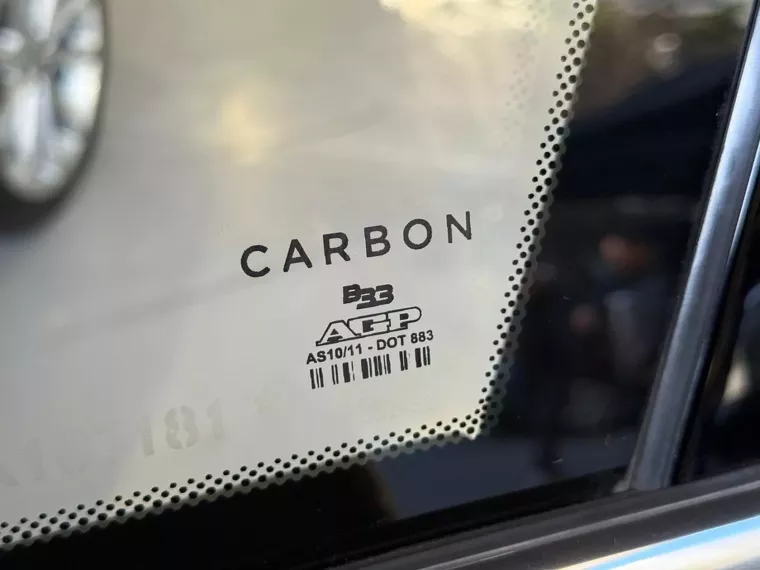 CARBON
B33
AGP
AS10/11 - DOT 883